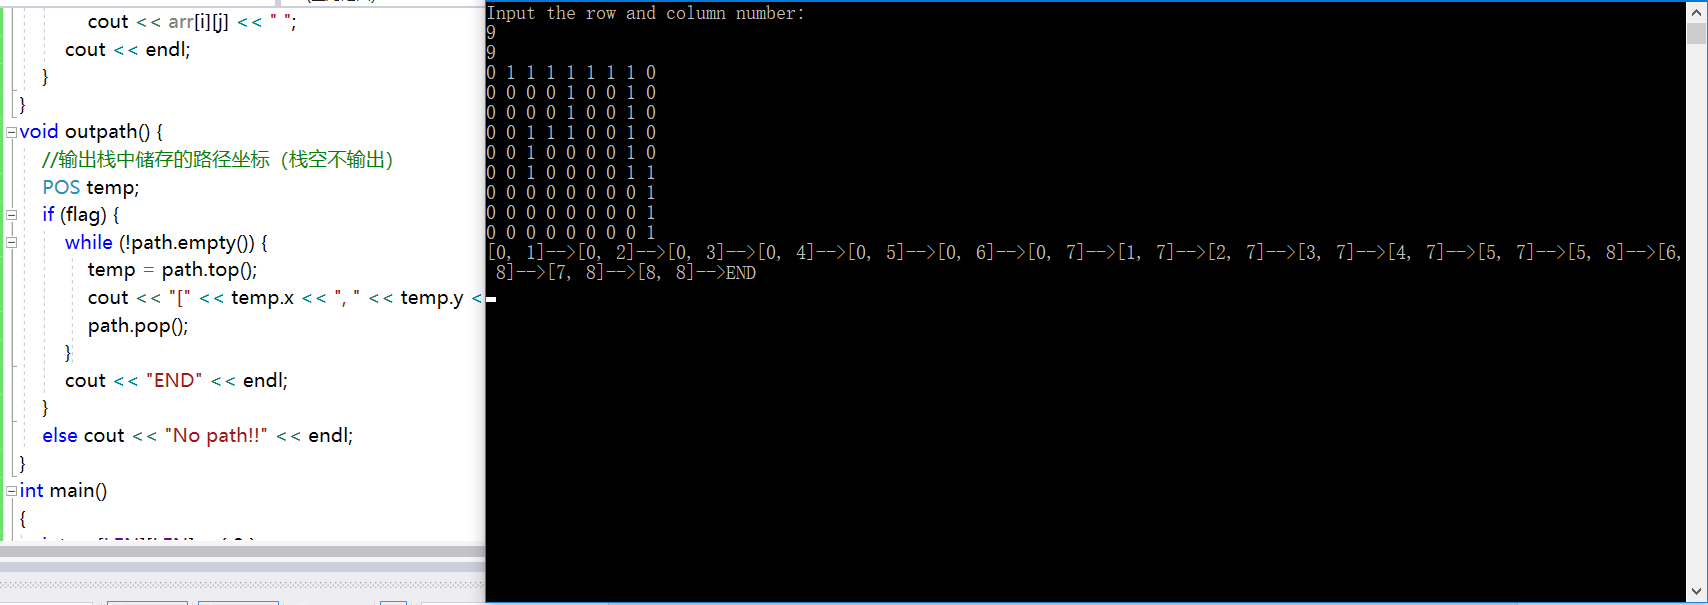 cout << arr[i][j] << " ";
cout << endl;
}
}
void outpath() {
//输出栈中储存的路径坐标（栈空不输出）
POS temp;
if (flag) {
while (!path.empty()) {
temp = path.top();
cout << "[" << temp.x << ", " << temp.y <
path.pop();
}
cout << "END" << endl;
}
else cout << "No path!!" << endl;
}
int main()
{
Input the row and column number:
9
9
0 1 1 1 1 1 1 1 0
0 0 0 0 1 0 0 1 0
0 0 0 0 1 0 0 1 0
0 0 1 1 1 0 0 1 0
0 0 1 0 0 0 0 1 0
0 0 1 0 0 0 0 1 1
0 0 0 0 0 0 0 0 1
0 0 0 0 0 0 0 0 1
0 0 0 0 0 0 0 0 1
[0, 1]-->[0, 2]-->[0, 3]-->[0, 4]-->[0, 5]-->[0, 6]-->[0, 7]-->[1, 7]-->[2, 7]-->[3, 7]-->[4, 7]-->[5, 7]-->[5, 8]-->[6,
8]-->[7, 8]-->[8, 8]-->END